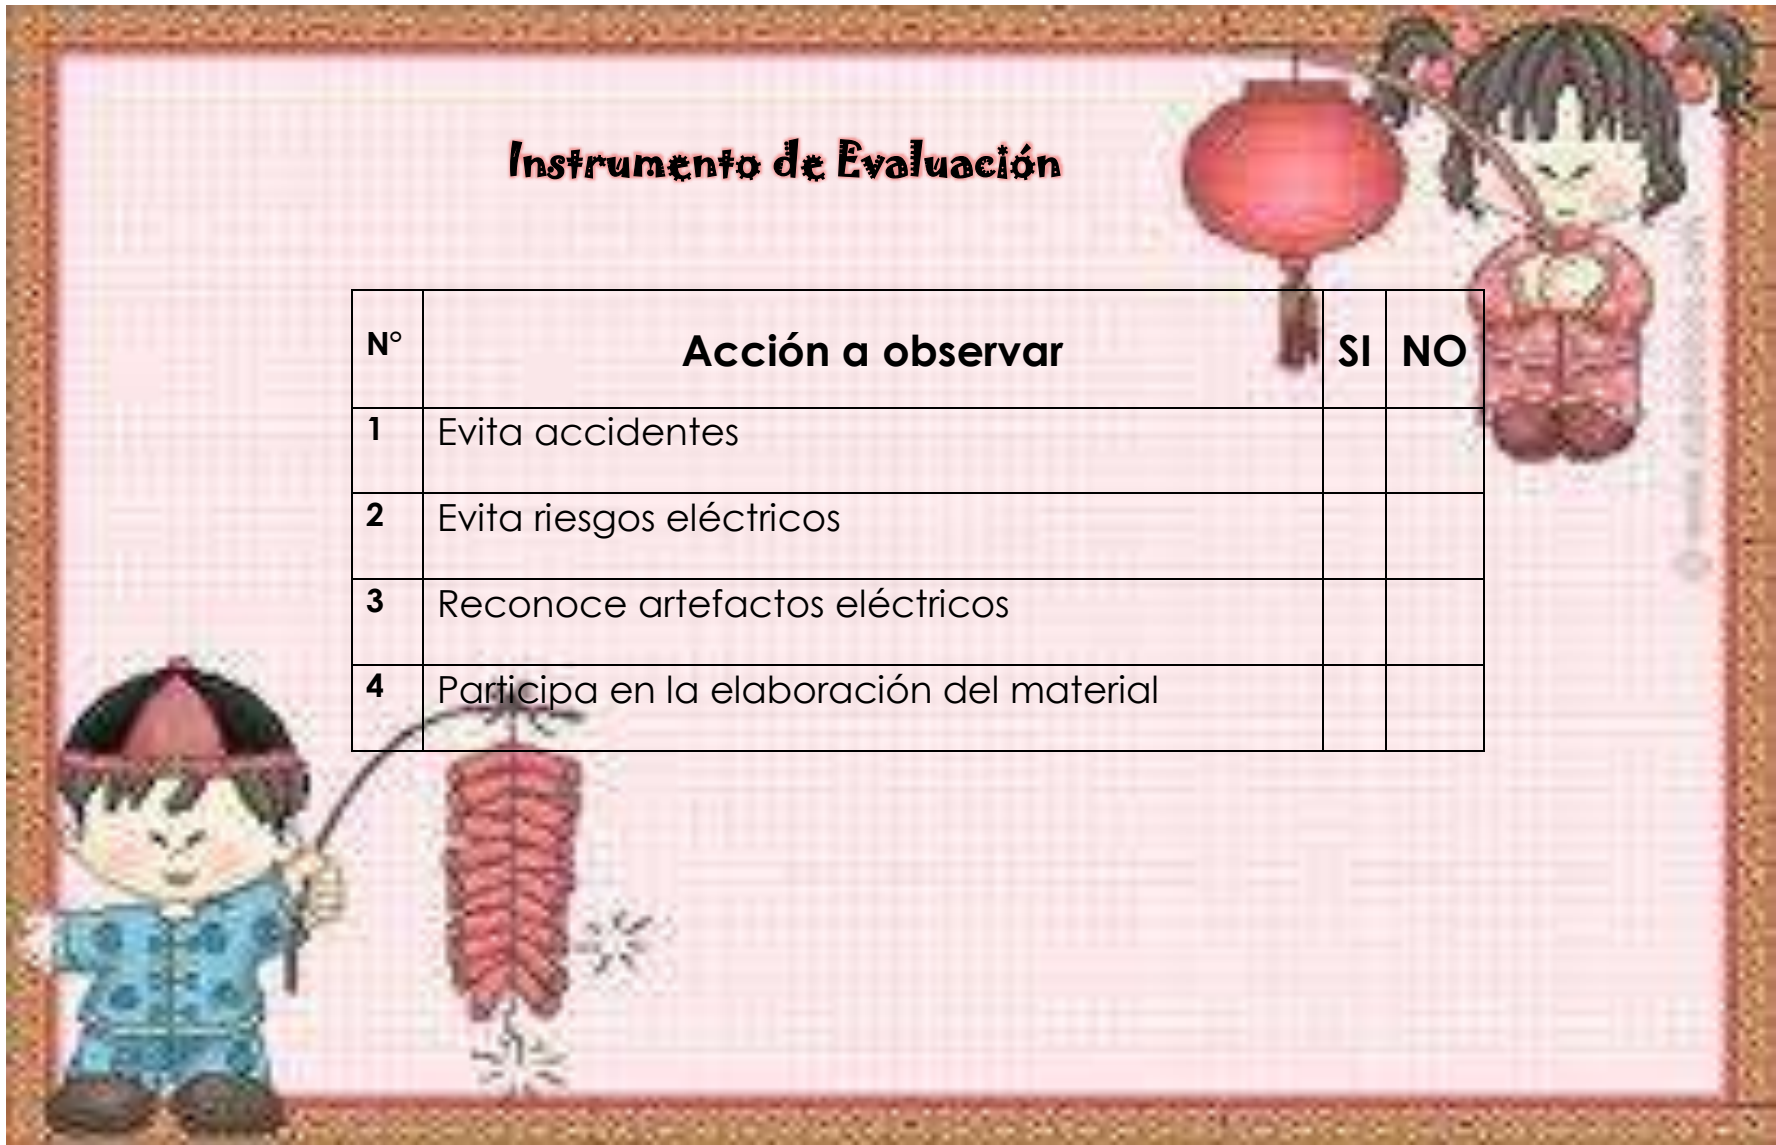 Instrumento de Evaluación
N° Acción a observar SI NO
1 Evita accidentes
2 Evita riesgos eléctricos
3 Reconoce artefactos eléctricos
4 Participa en la elaboración del material